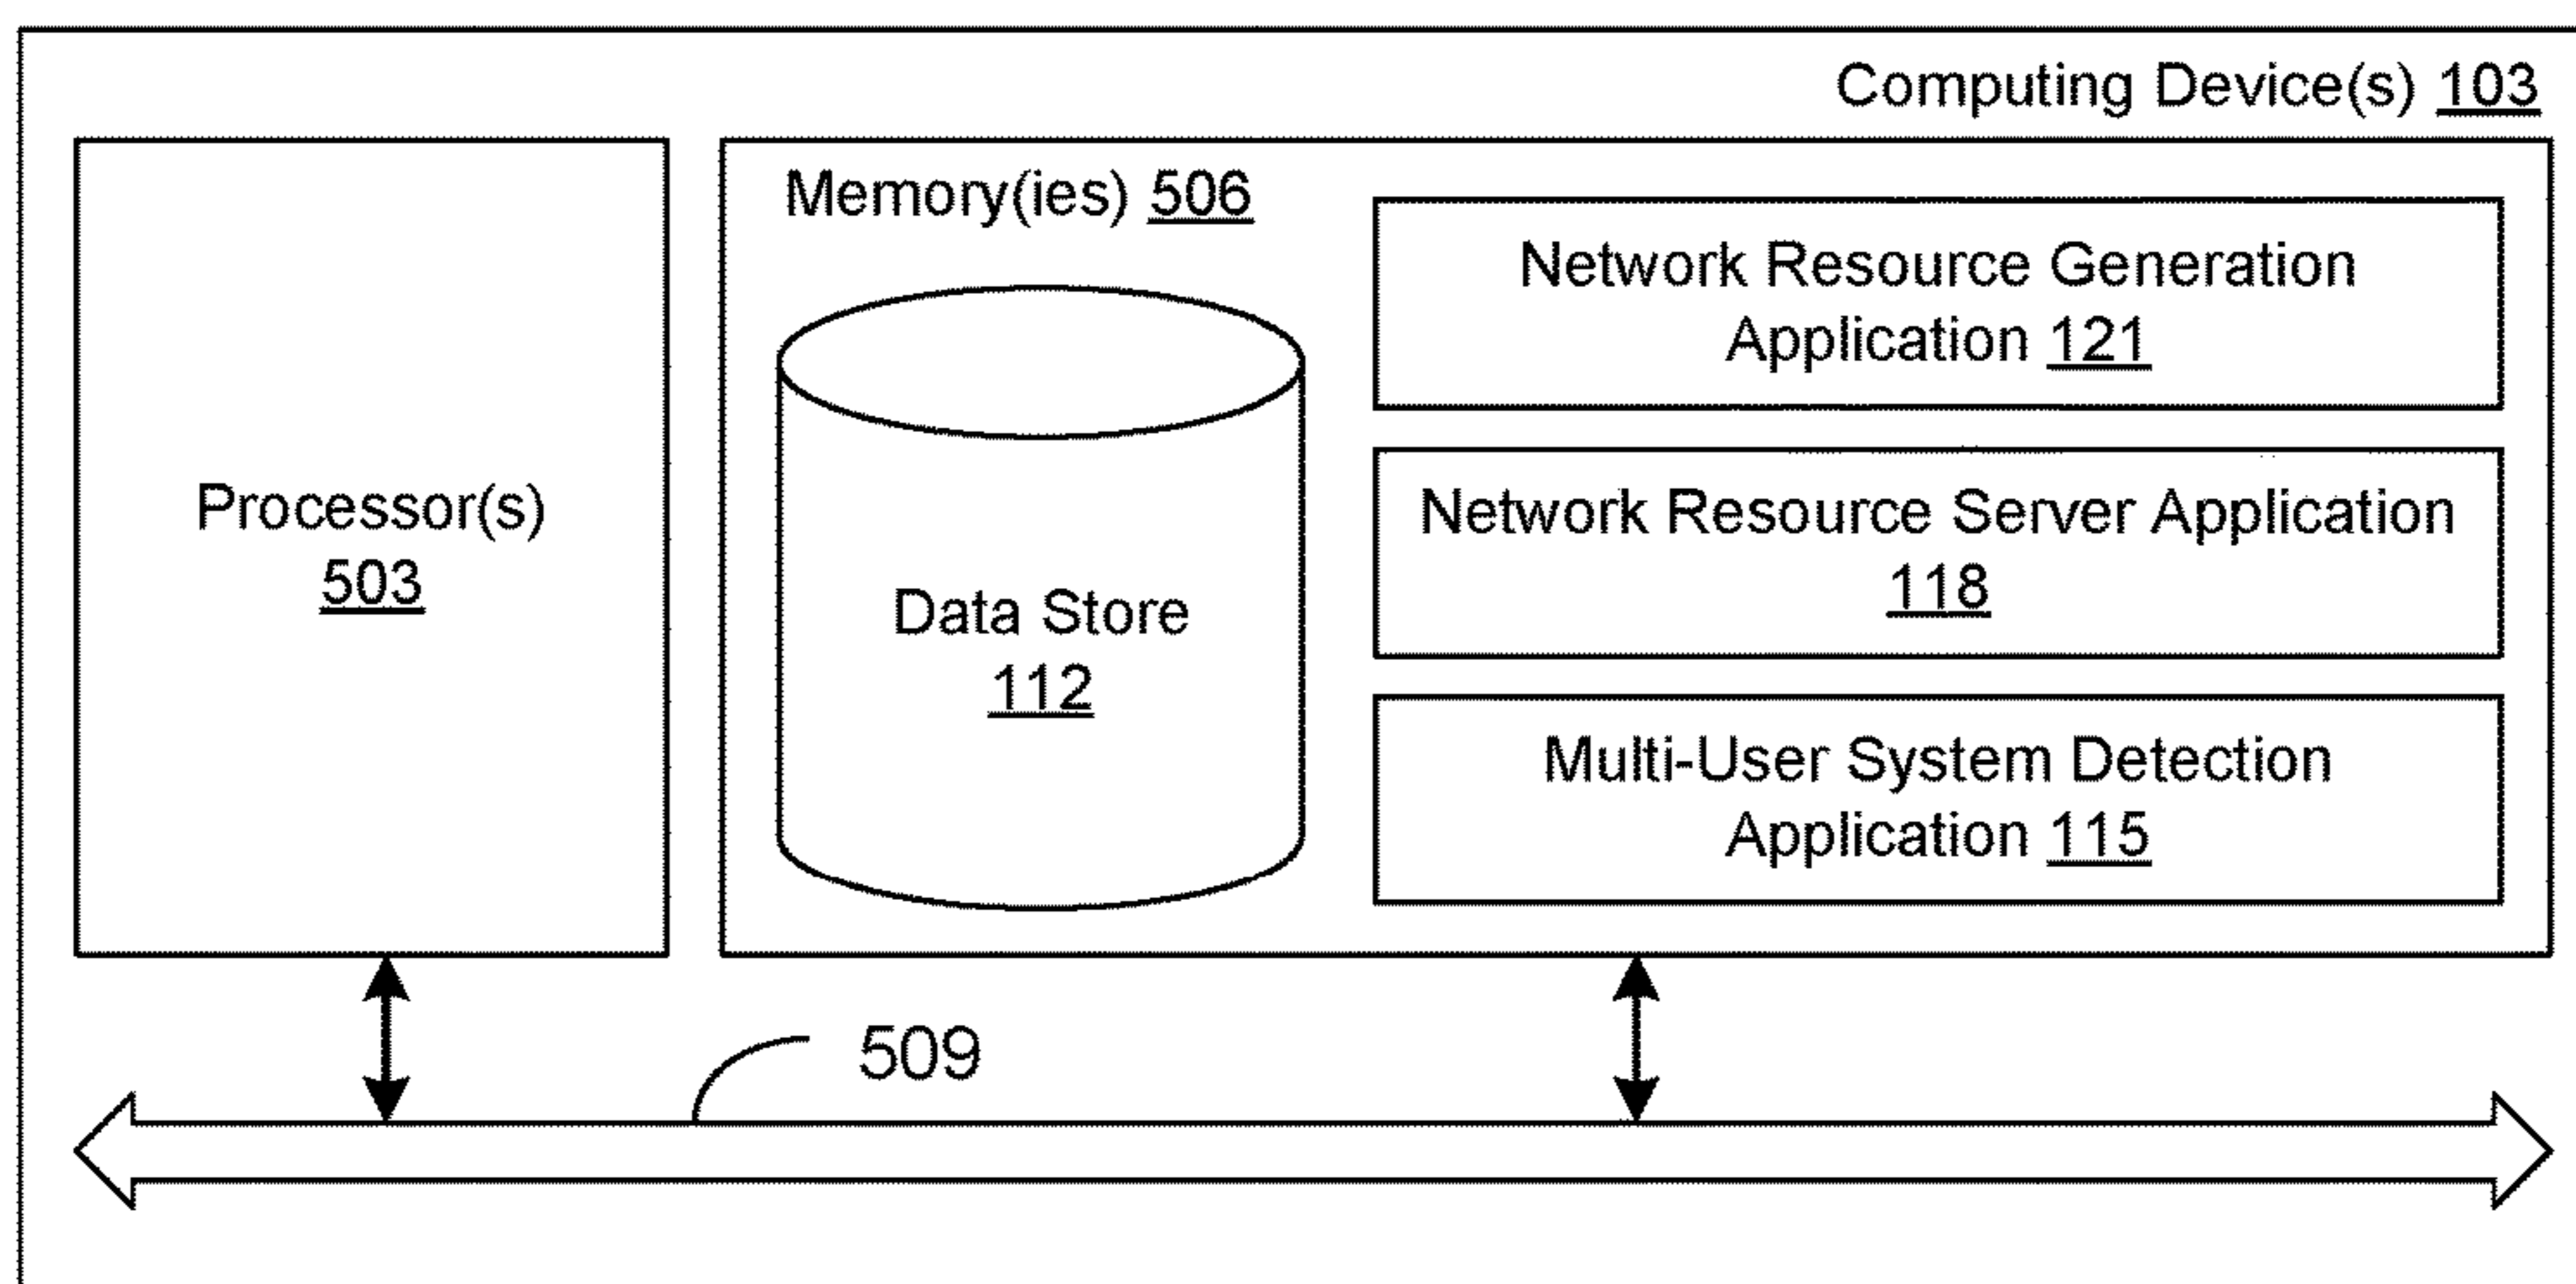 Computing Device(s) 103
Processor(s)
503
Memory(ies) 506
Data Store
112
Network Resource Generation
Application 121
Network Resource Server Application
118
Multi-User System Detection
Application 115
509